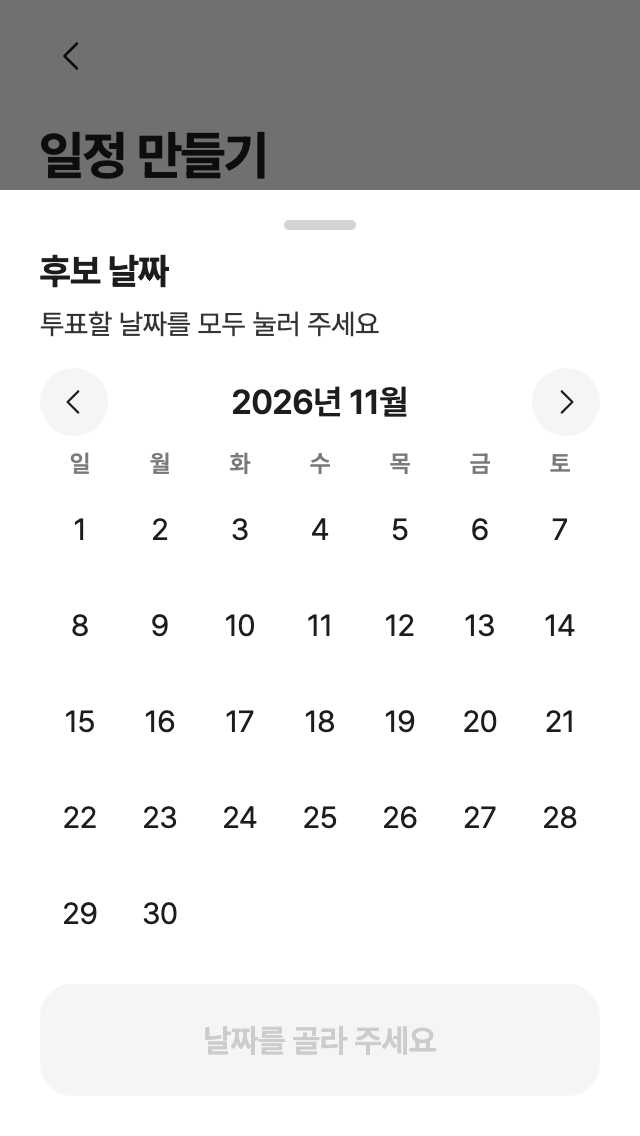 일정 만들기
후보 날짜
투표할 날짜를 모두 눌러 주세요
2026년 11월
일 월 화 수 목 금 토
1 2 3 4 5 6 7
8 9 10 11 12 13 14
15 16 17 18 19 20 21
22 23 24 25 26 27 28
29 30
날짜를 골라 주세요